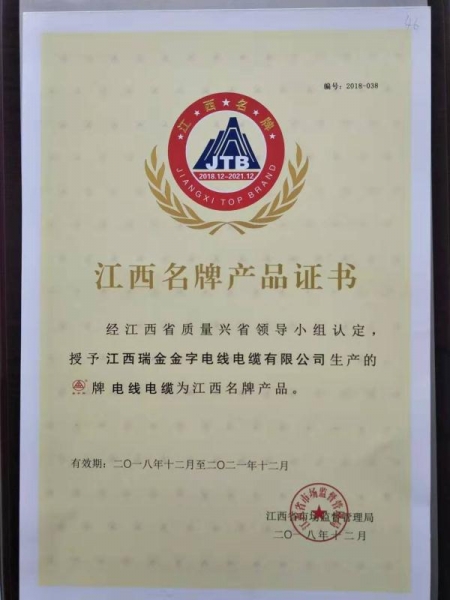 46
编号：2018-038
江西名牌
JTB
2018.12-2021.12
JIANGXI TOP BRAND
江西名牌产品证书
经江西省质量兴省领导小组认定，
授予江西瑞金金字电线电缆有限公司生产的
牌 电线电缆为江西名牌产品。
有效期：二〇一八年十二月至二〇二一年十二月
江西省市场监督管理局
二〇一八年十二月